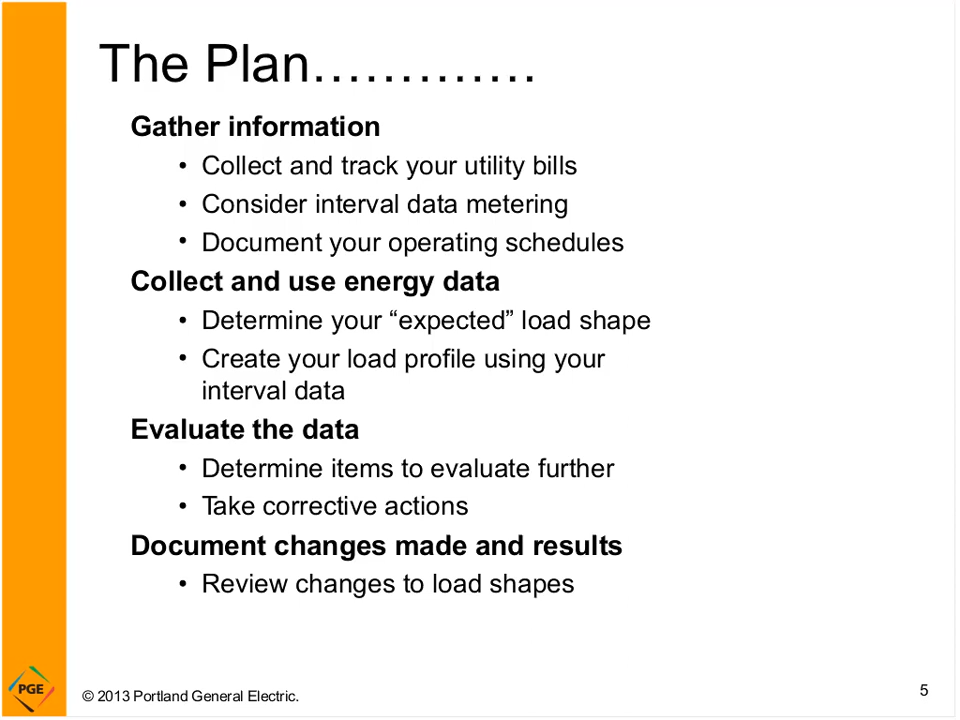 The Plan………….
Gather information
• Collect and track your utility bills
• Consider interval data metering
• Document your operating schedules
Collect and use energy data
• Determine your “expected” load shape
• Create your load profile using your
interval data
Evaluate the data
• Determine items to evaluate further
• Take corrective actions
Document changes made and results
• Review changes to load shapes
PGE
© 2013 Portland General Electric.
5